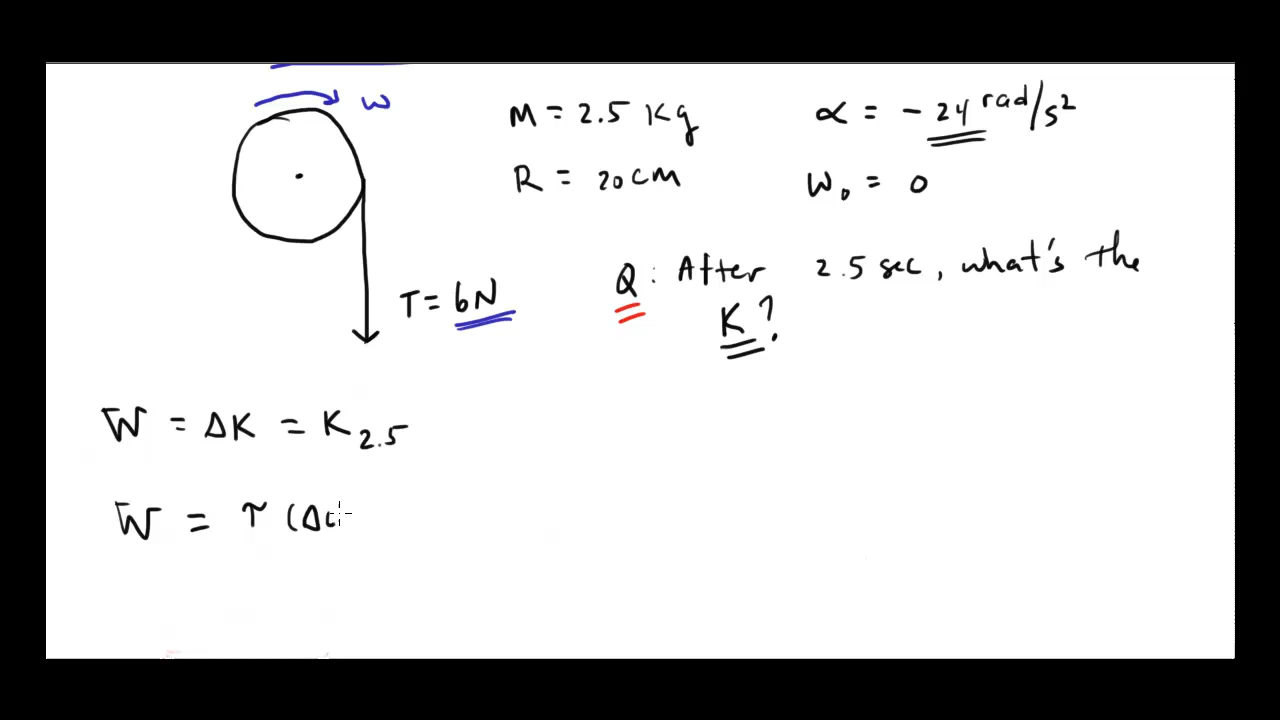 ω
M = 2.5 Kg
α = - 24 rad/s²
R = 20 cm
ω₀ = 0
T = 6N
Q : After 2.5 sec, what's the
K ?
W = ΔK = K 2.5
W = τ (Δ